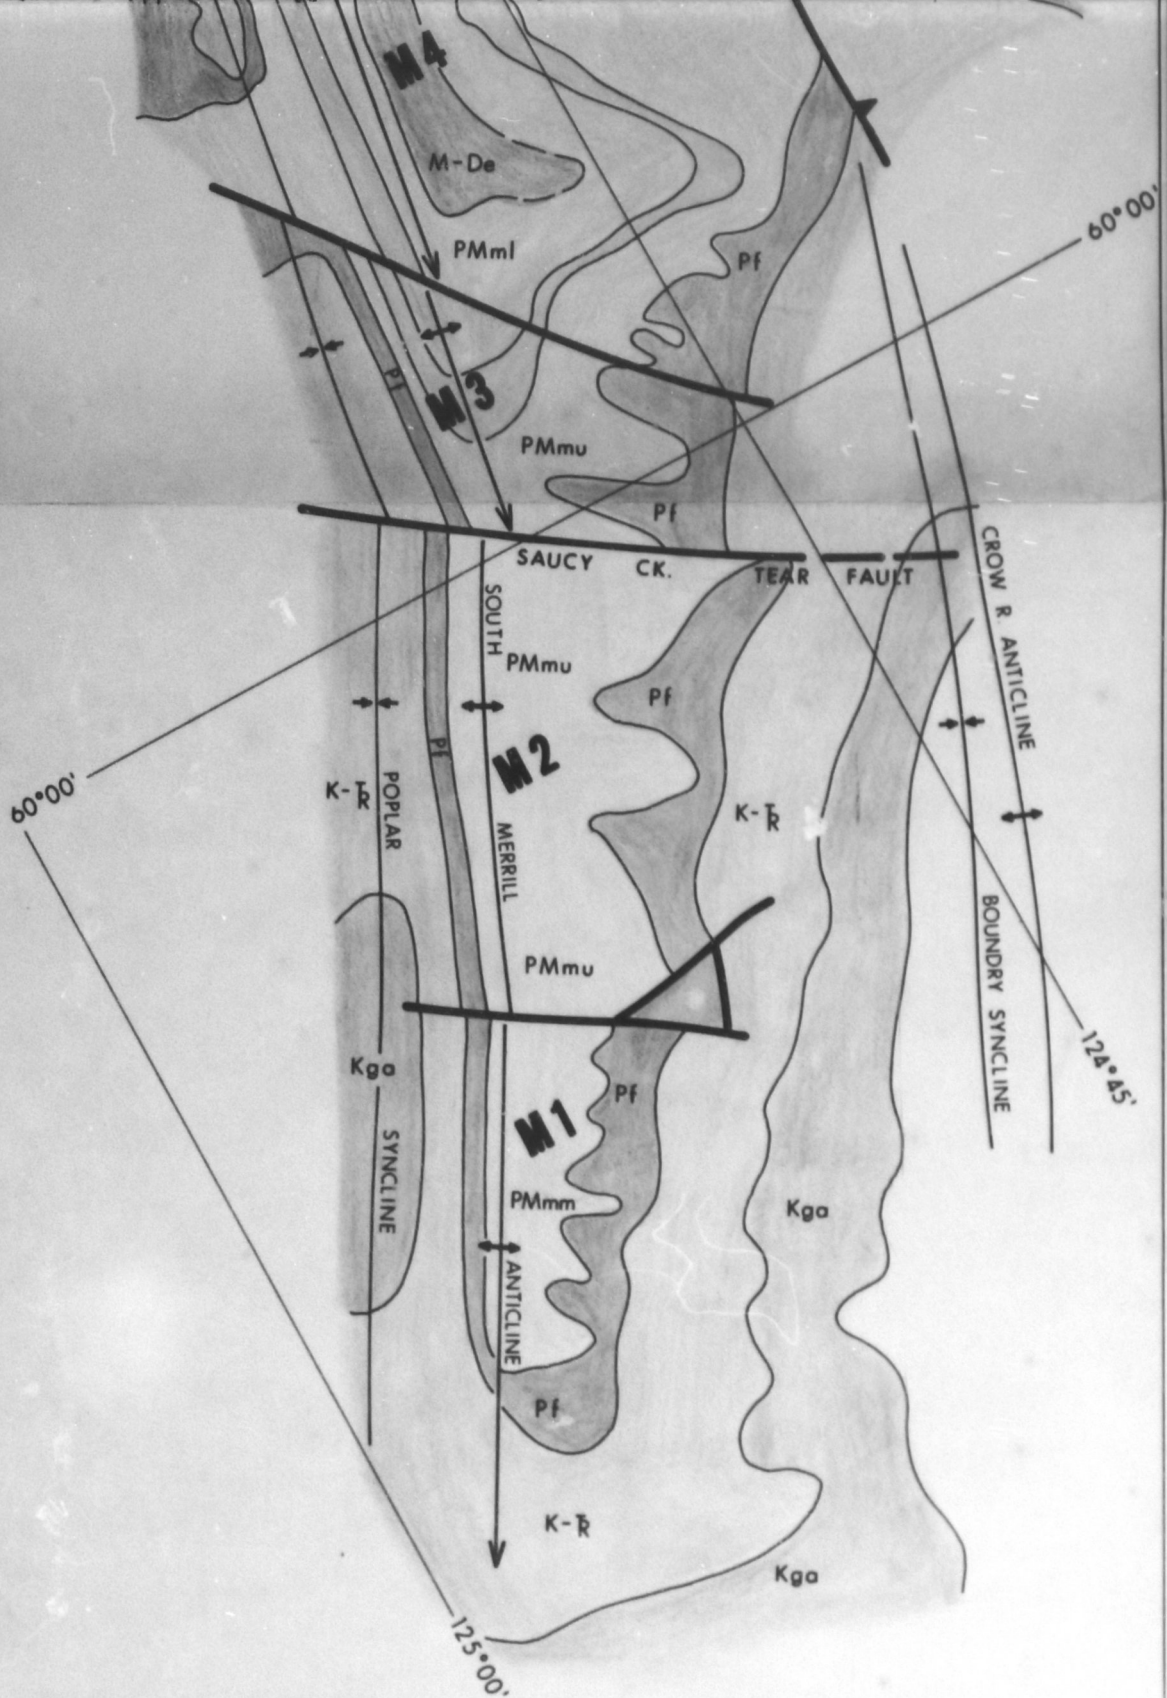 M4
M-De
PMml
60°00'
Pf
Pf
M3
PMmu
Pf
SAUCY CK. TEAR FAULT
CROW R. ANTICLINE
SOUTH MERRILL ANTICLINE
PMmu
Pf
M2
Pf
60°00'
K-TR
POPLAR SYNCLINE
K-TR
BOUNDRY SYNCLINE
PMmu
124°45'
Kga
Pf
M1
PMmm
Kga
Pf
K-TR
Kga
125°00'